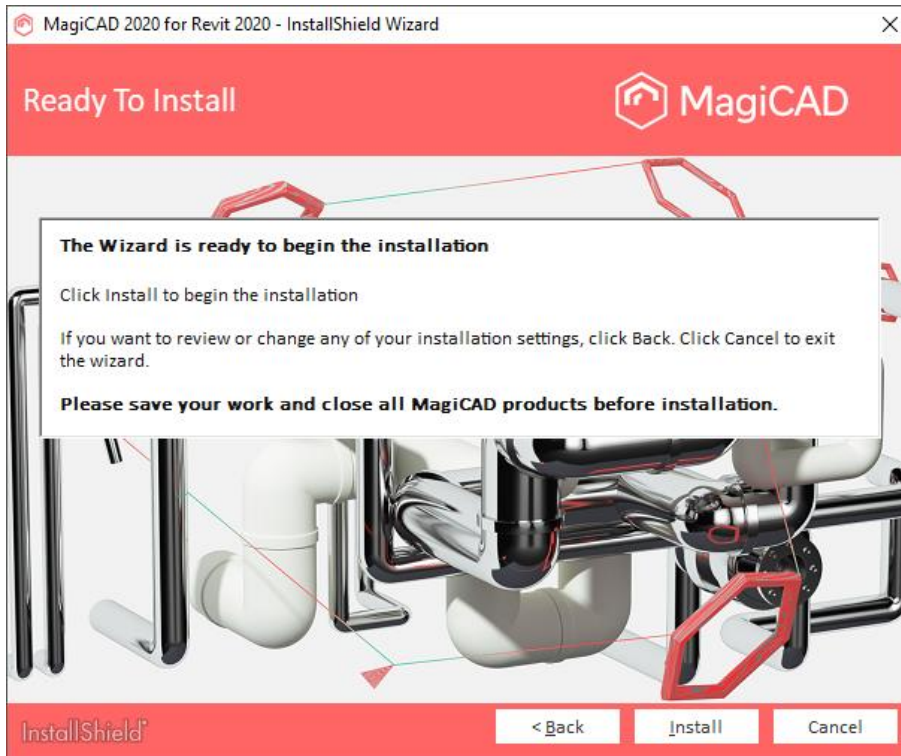 MagiCAD 2020 for Revit 2020 - InstallShield Wizard
Ready To Install
MagiCAD
The Wizard is ready to begin the installation
Click Install to begin the installation
If you want to review or change any of your installation settings, click Back. Click Cancel to exit
the wizard.
Please save your work and close all MagiCAD products before installation.
InstallShield
< Back
Install
Cancel